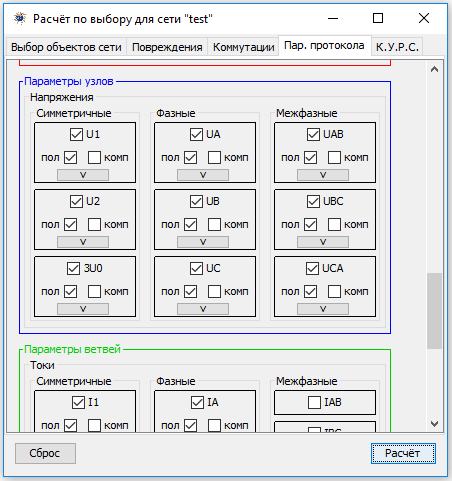 Расчёт по выбору для сети "test"
Выбор объектов сети Повреждения Коммутации Пар. протокола К.У.Р.С.
Параметры узлов
Напряжения
Симметричные Фазные Межфазные
U1 UA UAB
пол комп пол комп пол комп
v v v
U2 UB UBC
пол комп пол комп пол комп
v v v
3U0 UC UCA
пол комп пол комп пол комп
v v v
Параметры ветвей
Токи
Симметричные Фазные Межфазные
I1 IA IAB
пол комп пол комп IBC
Сброс Расчёт